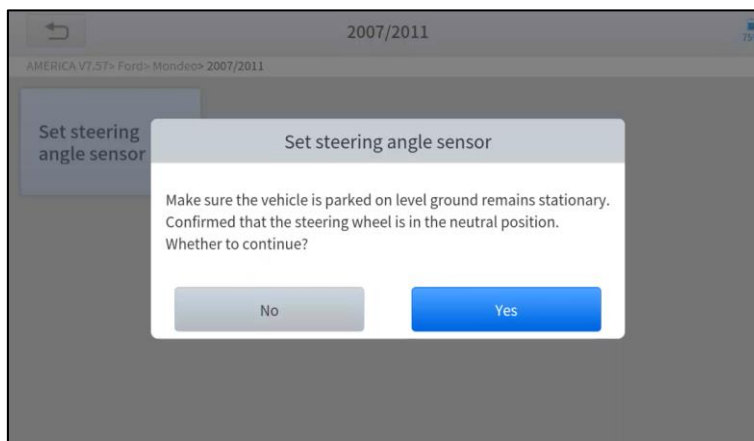 2007/2011
75%
AMERICA V7.57> Ford> Mondeo> 2007/2011
Set steering
angle sensor
Set steering angle sensor
Make sure the vehicle is parked on level ground remains stationary.
Confirmed that the steering wheel is in the neutral position.
Whether to continue?
No
Yes